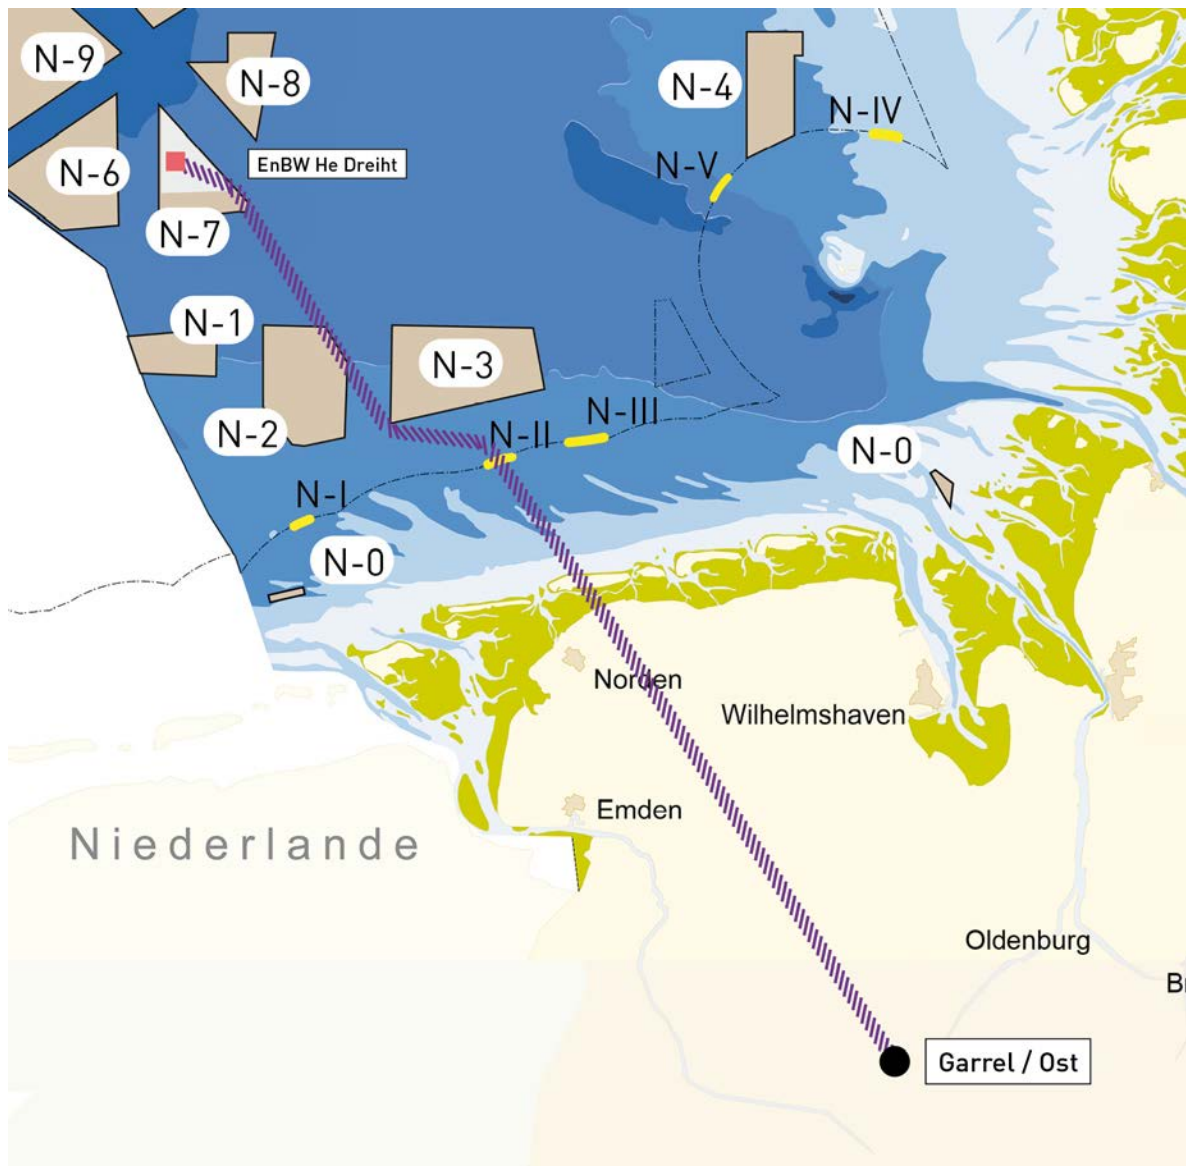 N-9
N-8
N-4
N-IV
EnBW He Dreiht
N-6
N-V
N-7
N-1
N-3
N-2
N-II
N-III
N-0
N-I
N-0
Norden
Wilhelmshaven
Emden
Niederlande
Oldenburg
Br
Garrel / Ost